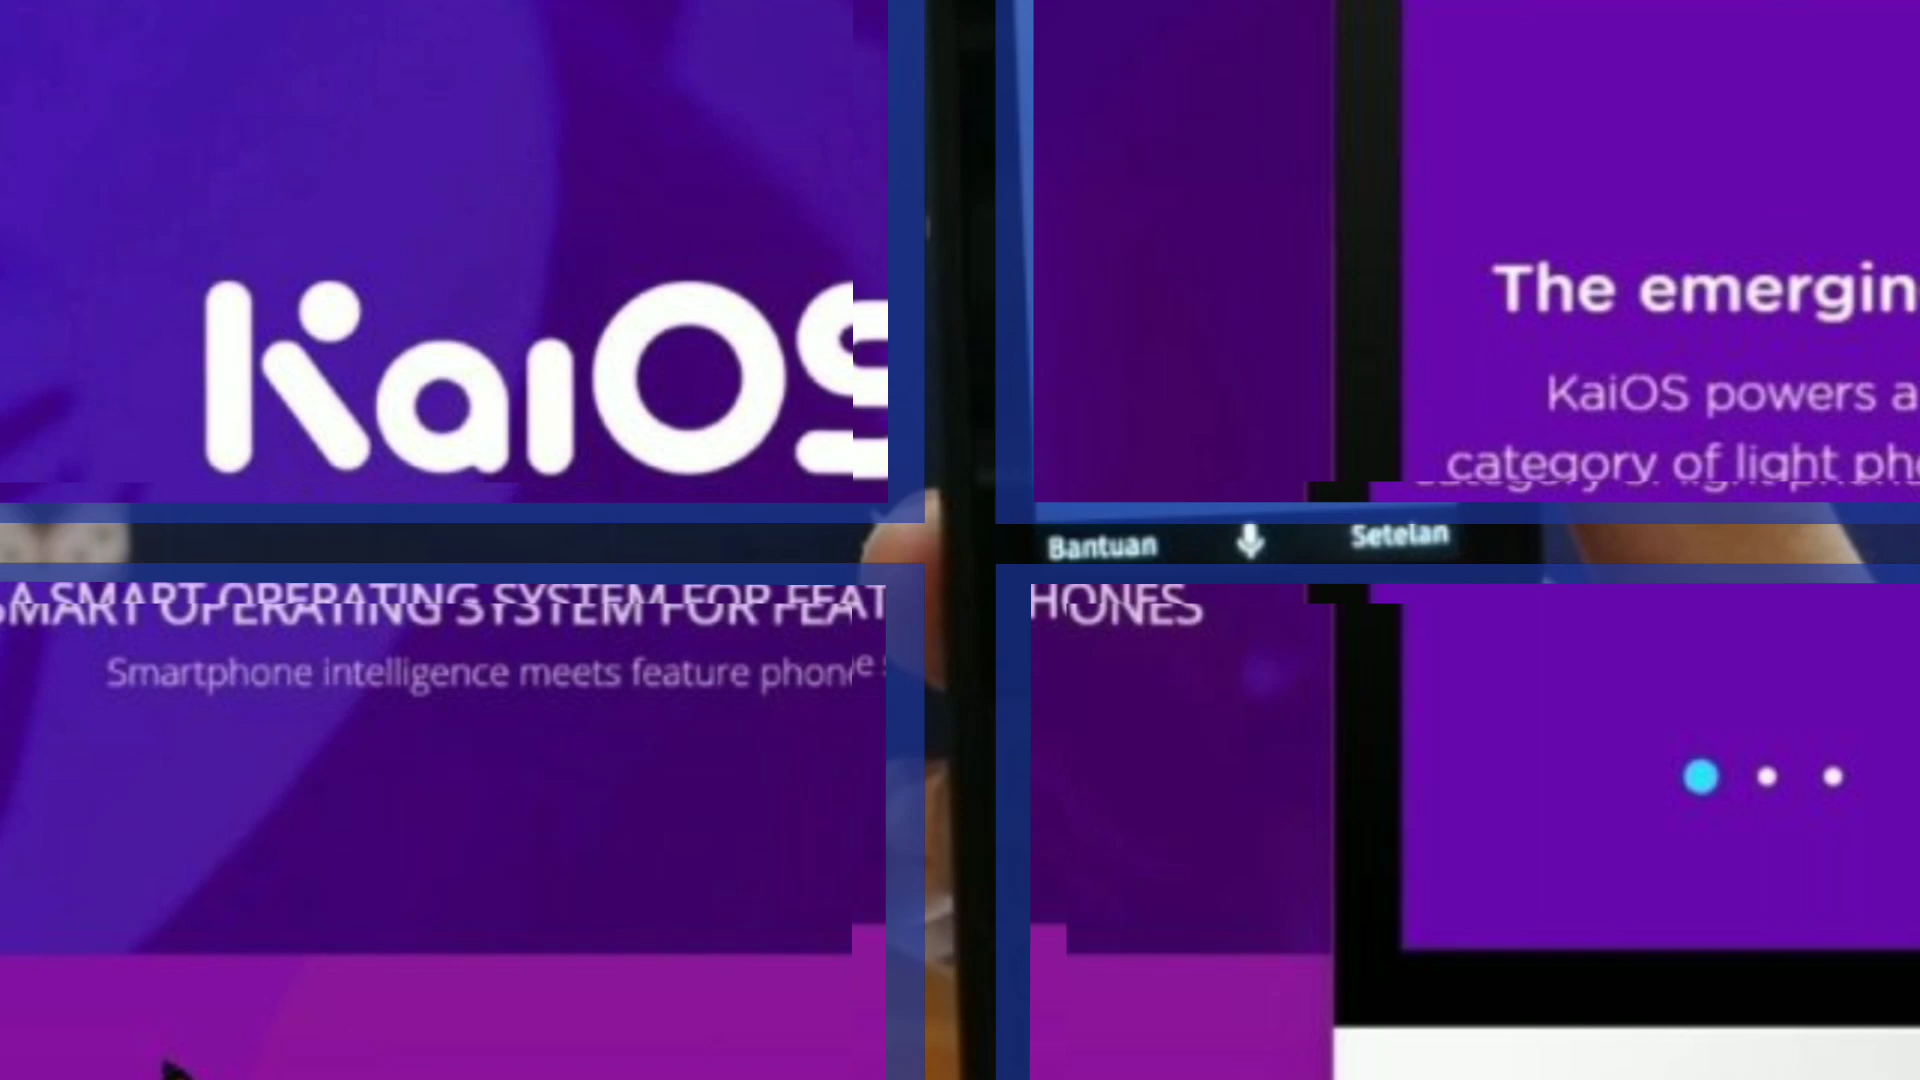 KaiOS
The emergin
KaiOS powers a
category of light pho
Bantuan Setelan
A SMART OPERATING SYSTEM FOR FEAT HONES
Smartphone intelligence meets feature phone